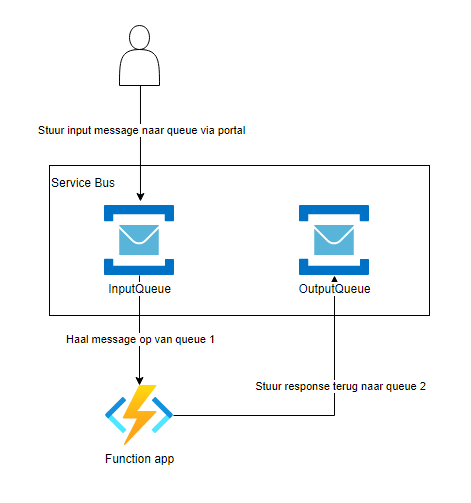 Stuur input message naar queue via portal
Service Bus
InputQueue
OutputQueue
Haal message op van queue 1
Stuur response terug naar queue 2
Function app